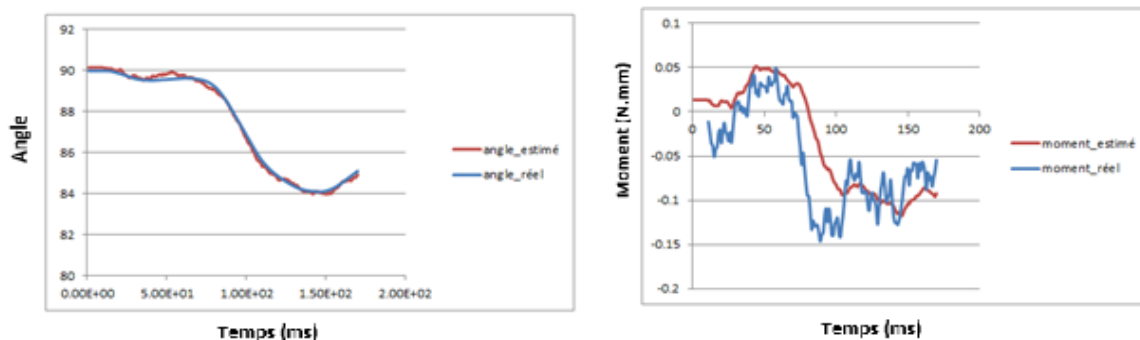 92
90
88
86
84
82
80
Angle
0.00E+00
5.00E+01
1.00E+02
1.50E+02
2.00E+02
Temps (ms)
angle_estimé
angle_réel
0.1
0.05
0
-0.05
-0.1
-0.15
-0.2
Moment (N.mm)
0
50
100
150
200
Temps (ms)
moment_estimé
moment_réel